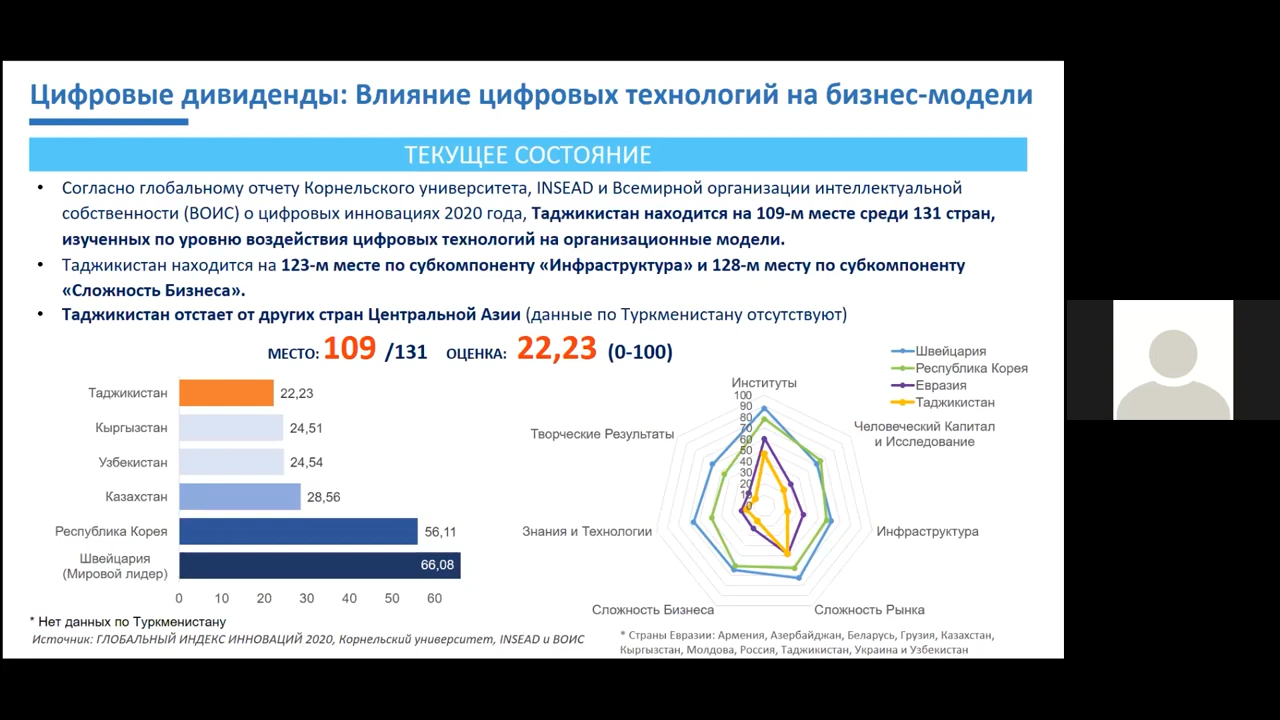 Цифровые дивиденды: Влияние цифровых технологий на бизнес-модели
ТЕКУЩЕЕ СОСТОЯНИЕ
• Согласно глобальному отчету Корнельского университета, INSEAD и Всемирной организации интеллектуальной
собственности (ВОИС) о цифровых инновациях 2020 года, Таджикистан находится на 109-м месте среди 131 стран,
изученных по уровню воздействия цифровых технологий на организационные модели.
• Таджикистан находится на 123-м месте по субкомпоненту «Инфраструктура» и 128-м месту по субкомпоненту
«Сложность Бизнеса».
• Таджикистан отстает от других стран Центральной Азии (данные по Туркменистану отсутствуют)
МЕСТО: 109 /131 ОЦЕНКА: 22,23 (0-100)
Таджикистан 22,23
Кыргызстан 24,51
Узбекистан 24,54
Казахстан 28,56
Республика Корея 56,11
Швейцария
(Мировой лидер) 66,08
0 10 20 30 40 50 60
* Нет данных по Туркменистану
Источник: ГЛОБАЛЬНЫЙ ИНДЕКС ИННОВАЦИЙ 2020, Корнельский университет, INSEAD и ВОИС
Швейцария
Республика Корея
Евразия
Таджикистан
Институты
100
90
80
70
60
50
40
30
20
10
0
Человеческий Капитал
и Исследование
Инфраструктура
Сложность Рынка
Сложность Бизнеса
Знания и Технологии
Творческие Результаты
* Страны Евразии: Армения, Азербайджан, Беларусь, Грузия, Казахстан,
Кыргызстан, Молдова, Россия, Таджикистан, Украина и Узбекистан